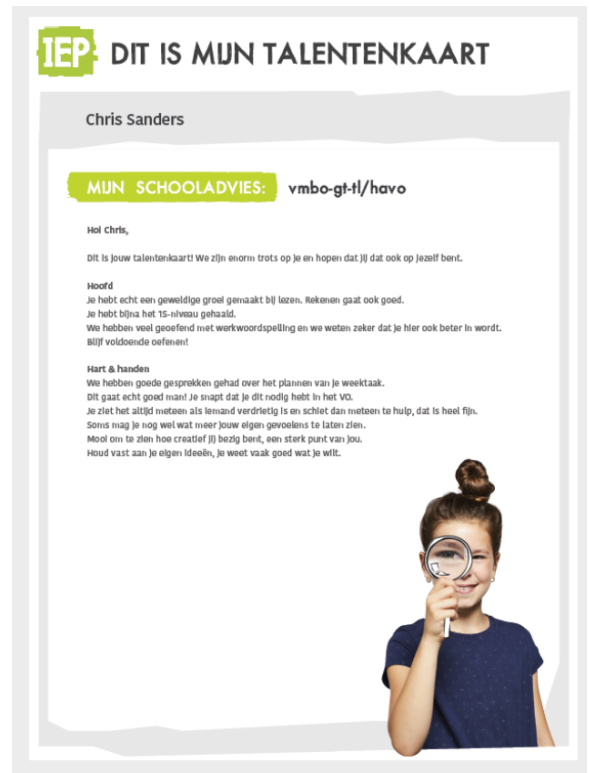 IEP DIT IS MIJN TALENTENKAART
Chris Sanders
MIJN SCHOOLADVIES: vmbo-gt-tl/havo
Hoi Chris,
Dit is jouw talentenkaart! We zijn enorm trots op je en hopen dat jij dat ook op jezelf bent.
Hoofd
Je hebt echt een geweldige groei gemaakt bij lezen. Rekenen gaat ook goed.
Je hebt bijna het 1S-niveau gehaald.
We hebben veel geoefend met werkwoordspelling en we weten zeker dat je hier ook beter in wordt.
Blijf voldoende oefenen!
Hart & handen
We hebben goede gesprekken gehad over het plannen van je weektaak.
Dit gaat echt goed man! Je snapt dat je dit nodig hebt in het VO.
Je ziet het altijd meteen als iemand verdrietig is en schiet dan meteen te hulp, dat is heel fijn.
Soms mag je nog wel wat meer jouw eigen gevoelens te laten zien.
Mooi om te zien hoe creatief jij bezig bent, een sterk punt van jou.
Houd vast aan je eigen ideeën, je weet vaak goed wat je wilt.